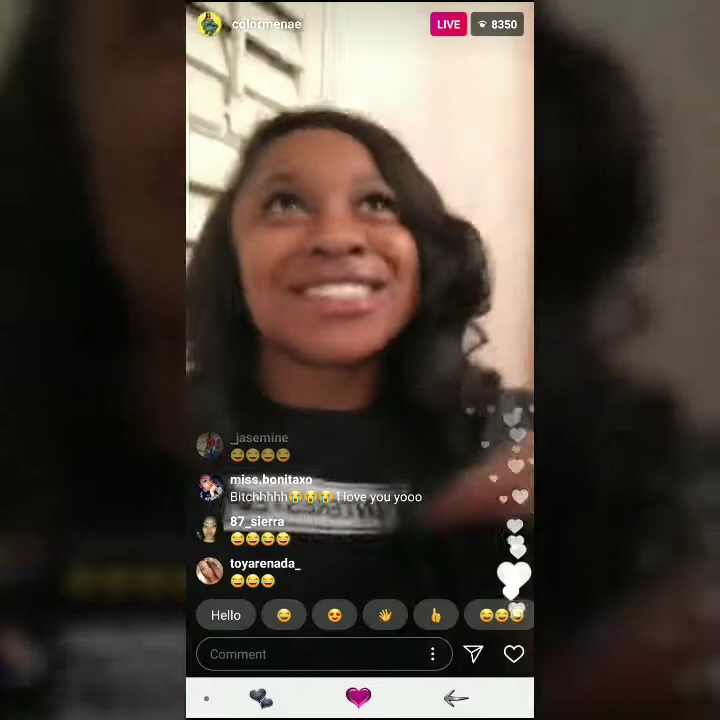 colormenae
LIVE
8350
_jasemine
😂😂😂😂
miss.bonitaxo
Bitchhhhh😭😭😭 I love you yooo
87_sierra
😂😂😂😂
toyarenada_
😂😂😂
Hello 😂 😍 👋 👍 😂😂😂
Comment